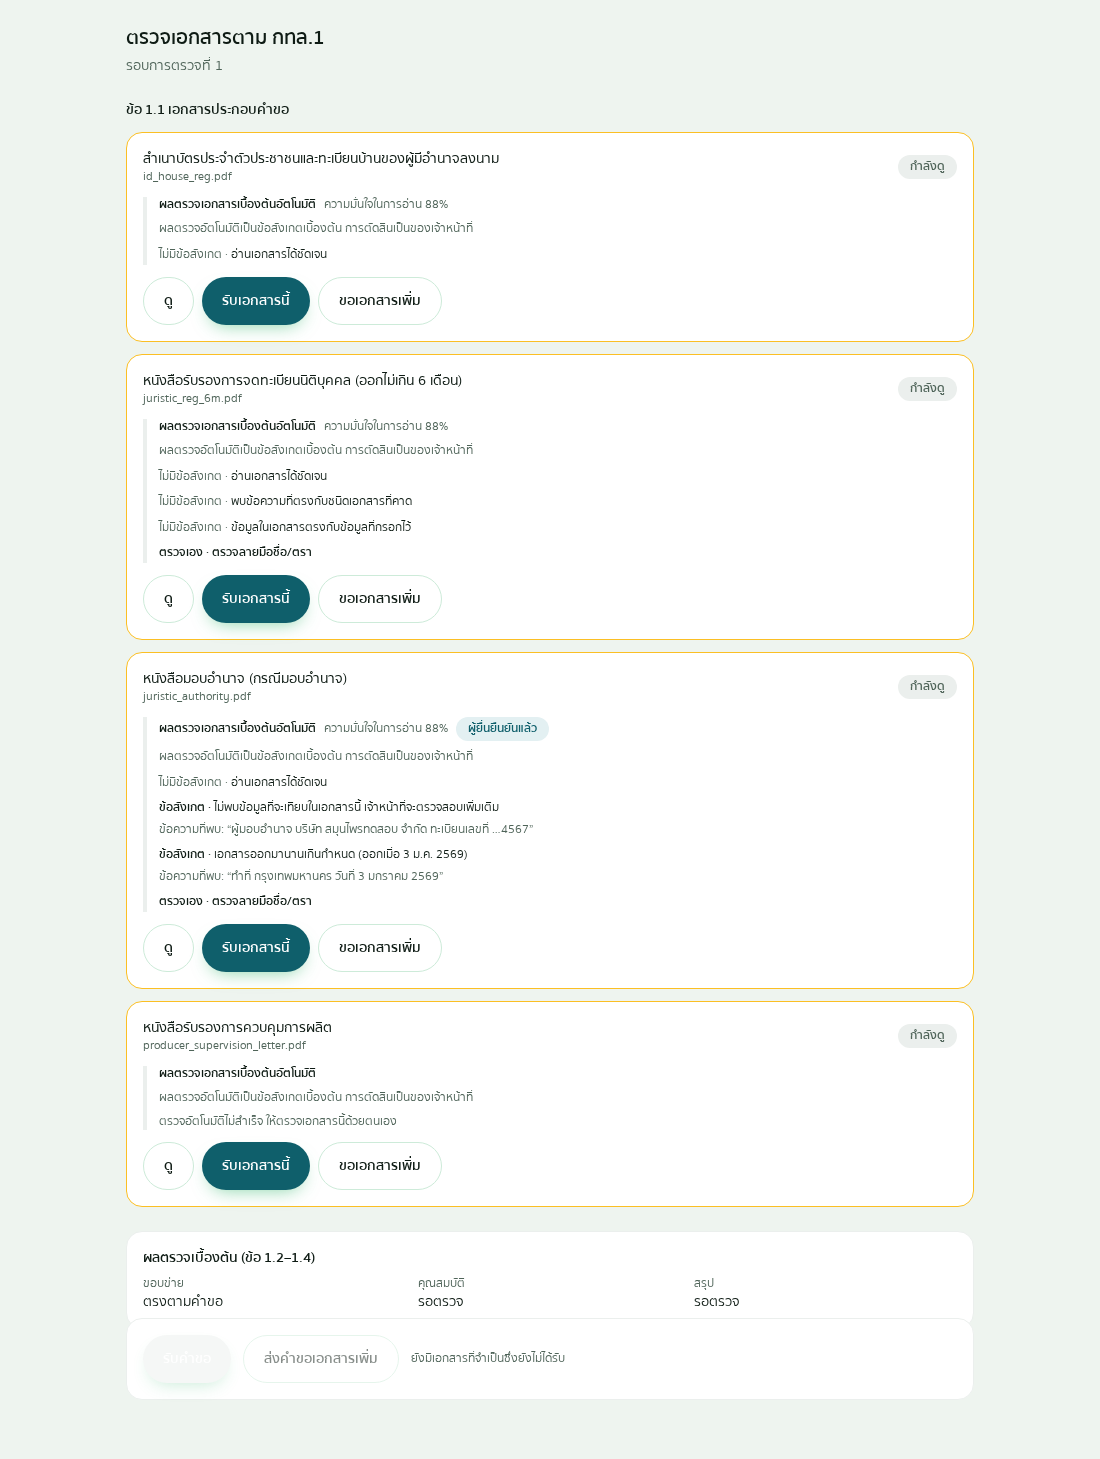 ตรวจเอกสารตาม กทล.1
รอบการตรวจที่ 1
ข้อ 1.1 เอกสารประกอบคำขอ
สำเนาบัตรประจำตัวประชาชนและทะเบียนบ้านของผู้มีอำนาจลงนาม
กำลังดู
id_house_reg.pdf
ผลตรวจเอกสารเบื้องต้นอัตโนมัติ ความมั่นใจในการอ่าน 88%
ผลตรวจอัตโนมัติเป็นข้อสังเกตเบื้องต้น การตัดสินเป็นของเจ้าหน้าที่
ไม่มีข้อสังเกต · อ่านเอกสารได้ชัดเจน
ดู รับเอกสารนี้ ขอเอกสารเพิ่ม
หนังสือรับรองการจดทะเบียนนิติบุคคล (ออกไม่เกิน 6 เดือน)
กำลังดู
juristic_reg_6m.pdf
ผลตรวจเอกสารเบื้องต้นอัตโนมัติ ความมั่นใจในการอ่าน 88%
ผลตรวจอัตโนมัติเป็นข้อสังเกตเบื้องต้น การตัดสินเป็นของเจ้าหน้าที่
ไม่มีข้อสังเกต · อ่านเอกสารได้ชัดเจน
ไม่มีข้อสังเกต · พบข้อความที่ตรงกับชนิดเอกสารที่คาด
ไม่มีข้อสังเกต · ข้อมูลในเอกสารตรงกับข้อมูลที่กรอกไว้
ตรวจเอง · ตรวจลายมือชื่อ/ตรา
ดู รับเอกสารนี้ ขอเอกสารเพิ่ม
หนังสือมอบอำนาจ (กรณีมอบอำนาจ)
กำลังดู
juristic_authority.pdf
ผลตรวจเอกสารเบื้องต้นอัตโนมัติ ความมั่นใจในการอ่าน 88% ผู้ยื่นยืนยันแล้ว
ผลตรวจอัตโนมัติเป็นข้อสังเกตเบื้องต้น การตัดสินเป็นของเจ้าหน้าที่
ไม่มีข้อสังเกต · อ่านเอกสารได้ชัดเจน
ข้อสังเกต · ไม่พบข้อมูลที่จะเทียบในเอกสารนี้ เจ้าหน้าที่จะตรวจสอบเพิ่มเติม
ข้อความที่พบ: “ผู้มอบอำนาจ บริษัท สมุนไพรทดสอบ จำกัด ทะเบียนเลขที่ …4567”
ข้อสังเกต · เอกสารออกมานานเกินกำหนด (ออกเมื่อ 3 ม.ค. 2569)
ข้อความที่พบ: “ทำที่ กรุงเทพมหานคร วันที่ 3 มกราคม 2569”
ตรวจเอง · ตรวจลายมือชื่อ/ตรา
ดู รับเอกสารนี้ ขอเอกสารเพิ่ม
หนังสือรับรองการควบคุมการผลิต
กำลังดู
producer_supervision_letter.pdf
ผลตรวจเอกสารเบื้องต้นอัตโนมัติ
ผลตรวจอัตโนมัติเป็นข้อสังเกตเบื้องต้น การตัดสินเป็นของเจ้าหน้าที่
ตรวจอัตโนมัติไม่สำเร็จ ให้ตรวจเอกสารนี้ด้วยตนเอง
ดู รับเอกสารนี้ ขอเอกสารเพิ่ม
ผลตรวจเบื้องต้น (ข้อ 1.2–1.4)
ขอบข่าย คุณสมบัติ สรุป
ตรงตามคำขอ รอตรวจ รอตรวจ
รับคำขอ ส่งคำขอเอกสารเพิ่ม ยังมีเอกสารที่จำเป็นซึ่งยังไม่ได้รับ